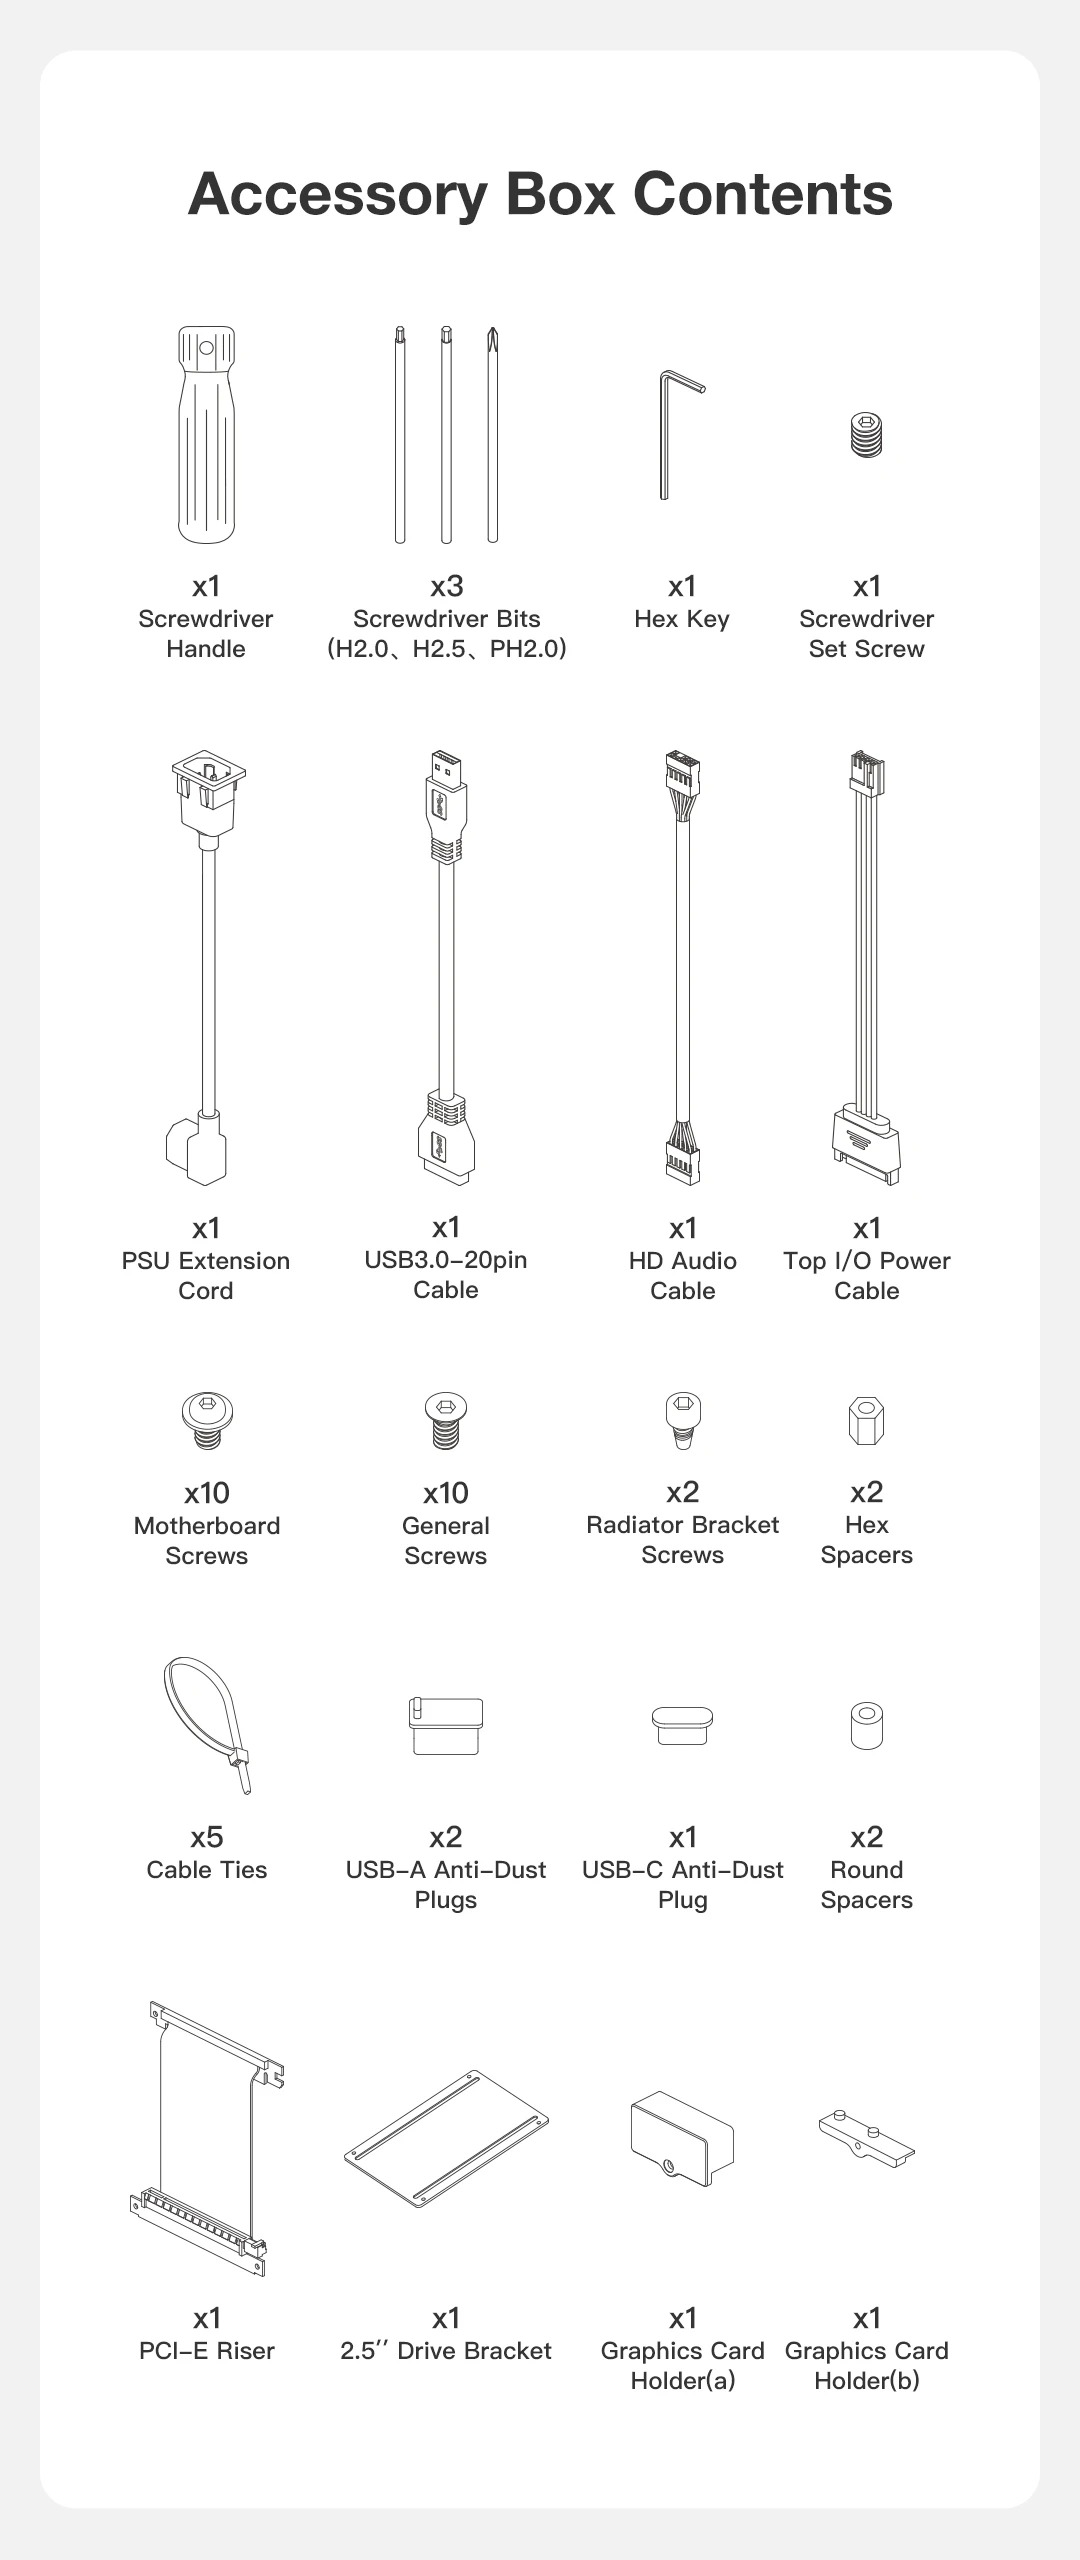 Accessory Box Contents
x1
Screwdriver
Handle
x3
Screwdriver Bits
(H2.0、H2.5、PH2.0)
x1
Hex Key
x1
Screwdriver
Set Screw
x1
PSU Extension
Cord
x1
USB3.0-20pin
Cable
x1
HD Audio
Cable
x1
Top I/O Power
Cable
x10
Motherboard
Screws
x10
General
Screws
x2
Radiator Bracket
Screws
x2
Hex
Spacers
x5
Cable Ties
x2
USB-A Anti-Dust
Plugs
x1
USB-C Anti-Dust
Plug
x2
Round
Spacers
x1
PCI-E Riser
x1
2.5′′ Drive Bracket
x1
Graphics Card
Holder(a)
x1
Graphics Card
Holder(b)